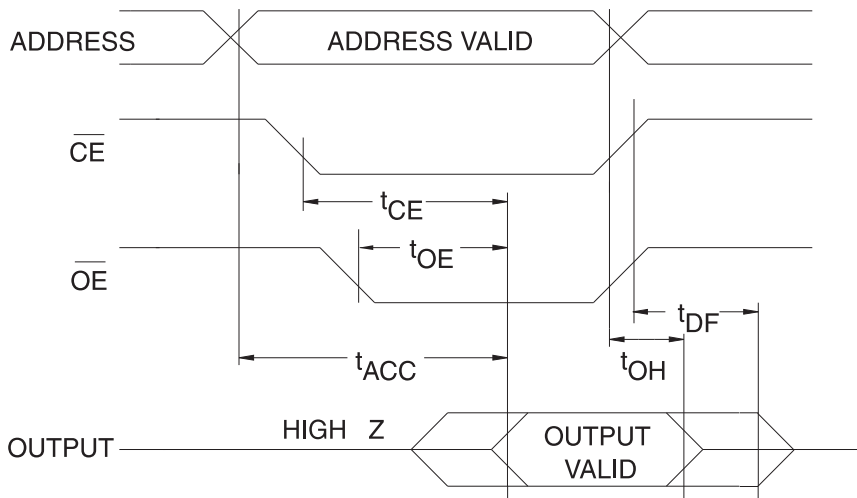 ADDRESS
ADDRESS VALID
CE
tCE
tOE
OE
tDF
tACC
tOH
HIGH Z
OUTPUT
OUTPUT
VALID